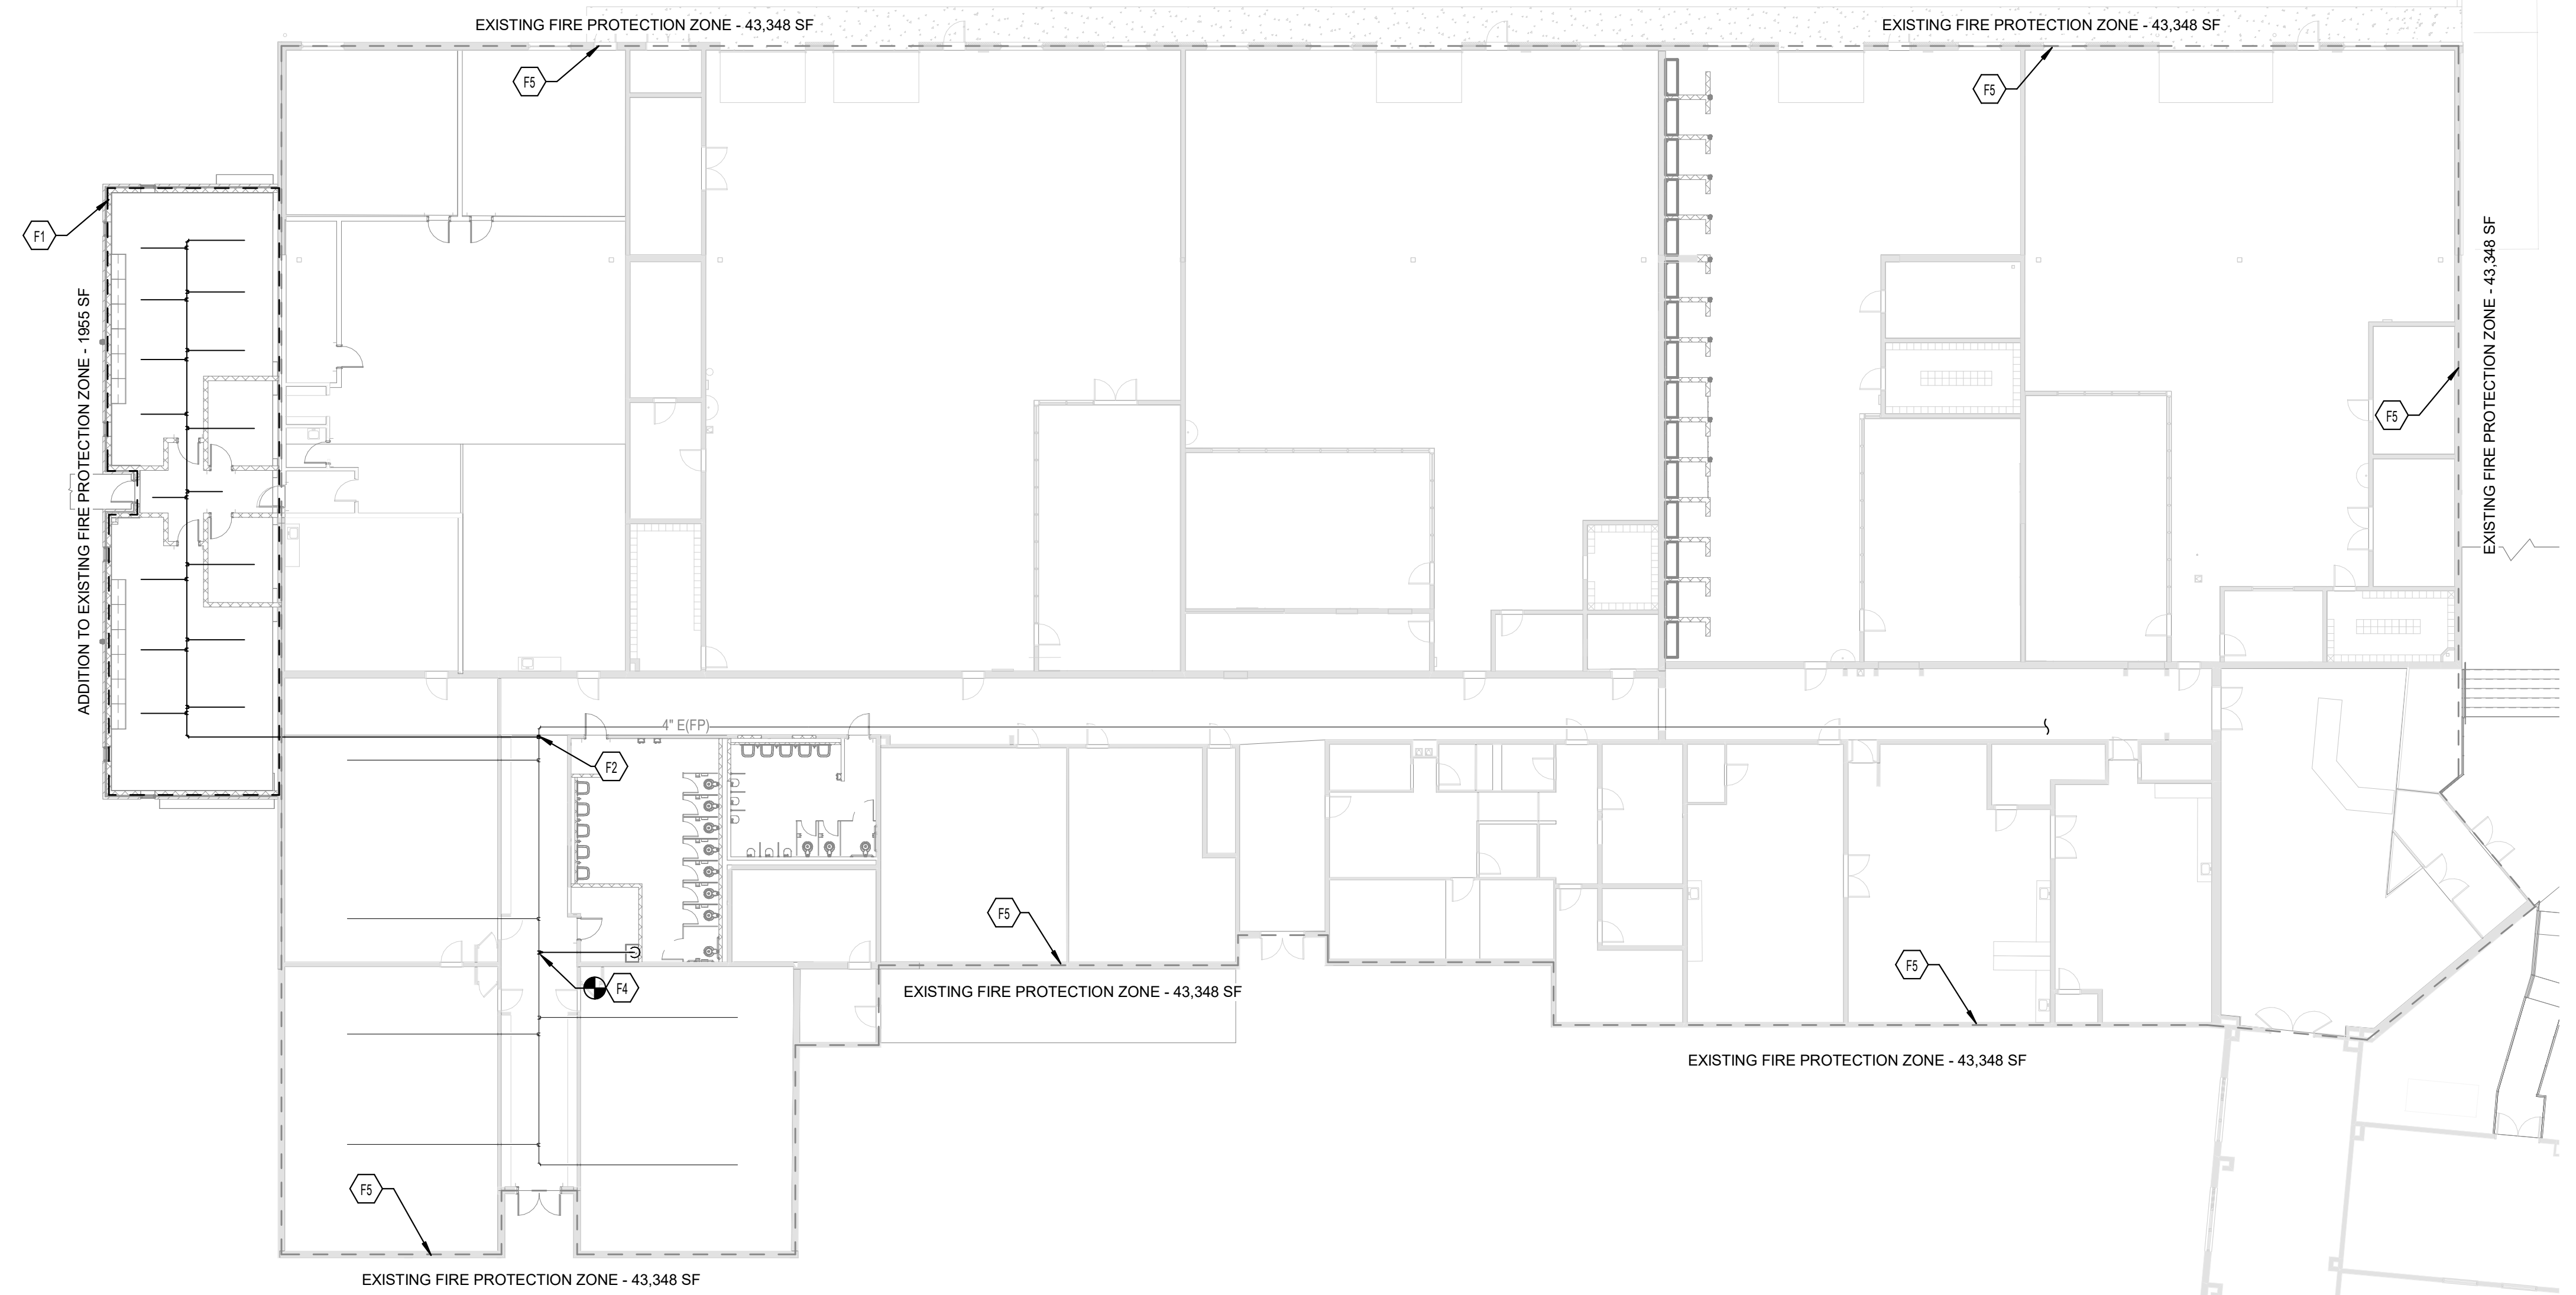 EXISTING FIRE PROTECTION ZONE - 43,348 SF
EXISTING FIRE PROTECTION ZONE - 43,348 SF
F5
F5
F1
ADDITION TO EXISTING FIRE PROTECTION ZONE - 1955 SF
EXISTING FIRE PROTECTION ZONE - 43,348 SF
F5
4" E(FP)
F2
F5
F4
EXISTING FIRE PROTECTION ZONE - 43,348 SF
F5
EXISTING FIRE PROTECTION ZONE - 43,348 SF
F5
EXISTING FIRE PROTECTION ZONE - 43,348 SF